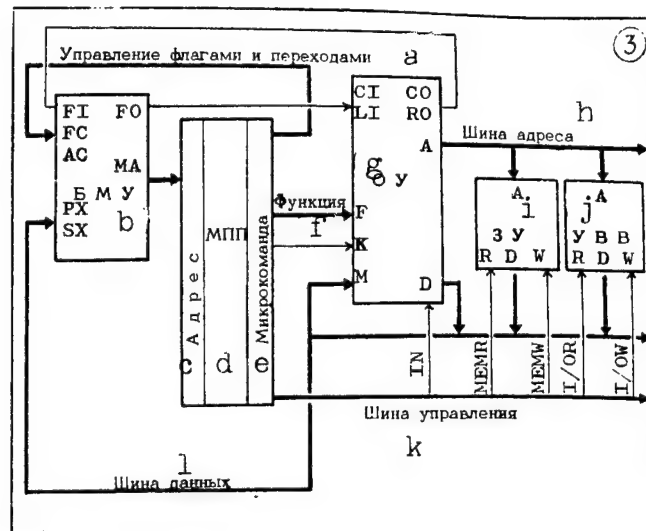 Управление флагами и переходами
a
3
FI FO
FC
AC
MA
Б М У
PX
SX
b
CI CO
LI RO
A
g
О У
F
K
M D
Шина адреса
h
Функция
f
Адрес
c
МПП
d
Микрокоманда
e
A
i
З У
R D W
A
j
У В В
R D W
IN
MEMR
MEMW
I/OR
I/OW
Шина управления
k
l
Шина данных